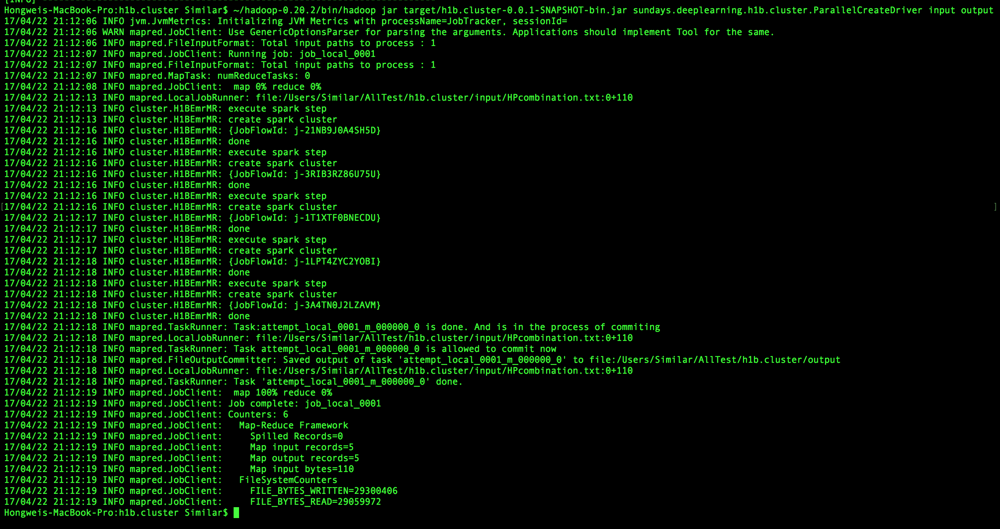 [INFO] ------------------------------------------------------------------------
Hongweis-MacBook-Pro:h1b.cluster Similar$ ~/hadoop-0.20.2/bin/hadoop jar target/h1b.cluster-0.0.1-SNAPSHOT-bin.jar sundays.deeplearning.h1b.cluster.ParallelCreateDriver input output
17/04/22 21:12:06 INFO jvm.JvmMetrics: Initializing JVM Metrics with processName=JobTracker, sessionId=
17/04/22 21:12:06 WARN mapred.JobClient: Use GenericOptionsParser for parsing the arguments. Applications should implement Tool for the same.
17/04/22 21:12:06 INFO mapred.FileInputFormat: Total input paths to process : 1
17/04/22 21:12:07 INFO mapred.JobClient: Running job: job_local_0001
17/04/22 21:12:07 INFO mapred.FileInputFormat: Total input paths to process : 1
17/04/22 21:12:07 INFO mapred.MapTask: numReduceTasks: 0
17/04/22 21:12:08 INFO mapred.JobClient:  map 0% reduce 0%
17/04/22 21:12:13 INFO mapred.LocalJobRunner: file:/Users/Similar/AllTest/h1b.cluster/input/HPcombination.txt:0+110
17/04/22 21:12:13 INFO cluster.H1BEmrMR: execute spark step
17/04/22 21:12:13 INFO cluster.H1BEmrMR: create spark cluster
17/04/22 21:12:16 INFO cluster.H1BEmrMR: {JobFlowId: j-21NB9J0A4SH5D}
17/04/22 21:12:16 INFO cluster.H1BEmrMR: done
17/04/22 21:12:16 INFO cluster.H1BEmrMR: execute spark step
17/04/22 21:12:16 INFO cluster.H1BEmrMR: create spark cluster
17/04/22 21:12:16 INFO cluster.H1BEmrMR: {JobFlowId: j-3RIB3RZ86U75U}
17/04/22 21:12:16 INFO cluster.H1BEmrMR: done
17/04/22 21:12:16 INFO cluster.H1BEmrMR: execute spark step
[17/04/22 21:12:16 INFO cluster.H1BEmrMR: create spark cluster ]
17/04/22 21:12:17 INFO cluster.H1BEmrMR: {JobFlowId: j-1T1XTF0BNECDU}
17/04/22 21:12:17 INFO cluster.H1BEmrMR: done
17/04/22 21:12:17 INFO cluster.H1BEmrMR: execute spark step
17/04/22 21:12:17 INFO cluster.H1BEmrMR: create spark cluster
17/04/22 21:12:18 INFO cluster.H1BEmrMR: {JobFlowId: j-1LPT4ZYC2YOBI}
17/04/22 21:12:18 INFO cluster.H1BEmrMR: done
17/04/22 21:12:18 INFO cluster.H1BEmrMR: execute spark step
17/04/22 21:12:18 INFO cluster.H1BEmrMR: create spark cluster
17/04/22 21:12:18 INFO cluster.H1BEmrMR: {JobFlowId: j-3A4TN0J2LZAVM}
17/04/22 21:12:18 INFO cluster.H1BEmrMR: done
17/04/22 21:12:18 INFO mapred.TaskRunner: Task:attempt_local_0001_m_000000_0 is done. And is in the process of commiting
17/04/22 21:12:18 INFO mapred.LocalJobRunner: file:/Users/Similar/AllTest/h1b.cluster/input/HPcombination.txt:0+110
17/04/22 21:12:18 INFO mapred.TaskRunner: Task attempt_local_0001_m_000000_0 is allowed to commit now
17/04/22 21:12:18 INFO mapred.FileOutputCommitter: Saved output of task 'attempt_local_0001_m_000000_0' to file:/Users/Similar/AllTest/h1b.cluster/output
17/04/22 21:12:18 INFO mapred.LocalJobRunner: file:/Users/Similar/AllTest/h1b.cluster/input/HPcombination.txt:0+110
17/04/22 21:12:18 INFO mapred.TaskRunner: Task 'attempt_local_0001_m_000000_0' done.
17/04/22 21:12:19 INFO mapred.JobClient:  map 100% reduce 0%
17/04/22 21:12:19 INFO mapred.JobClient: Job complete: job_local_0001
17/04/22 21:12:19 INFO mapred.JobClient: Counters: 6
17/04/22 21:12:19 INFO mapred.JobClient:   Map-Reduce Framework
17/04/22 21:12:19 INFO mapred.JobClient:     Spilled Records=0
17/04/22 21:12:19 INFO mapred.JobClient:     Map input records=5
17/04/22 21:12:19 INFO mapred.JobClient:     Map output records=5
17/04/22 21:12:19 INFO mapred.JobClient:     Map input bytes=110
17/04/22 21:12:19 INFO mapred.JobClient:   FileSystemCounters
17/04/22 21:12:19 INFO mapred.JobClient:     FILE_BYTES_WRITTEN=29300406
17/04/22 21:12:19 INFO mapred.JobClient:     FILE_BYTES_READ=29059972
Hongweis-MacBook-Pro:h1b.cluster Similar$